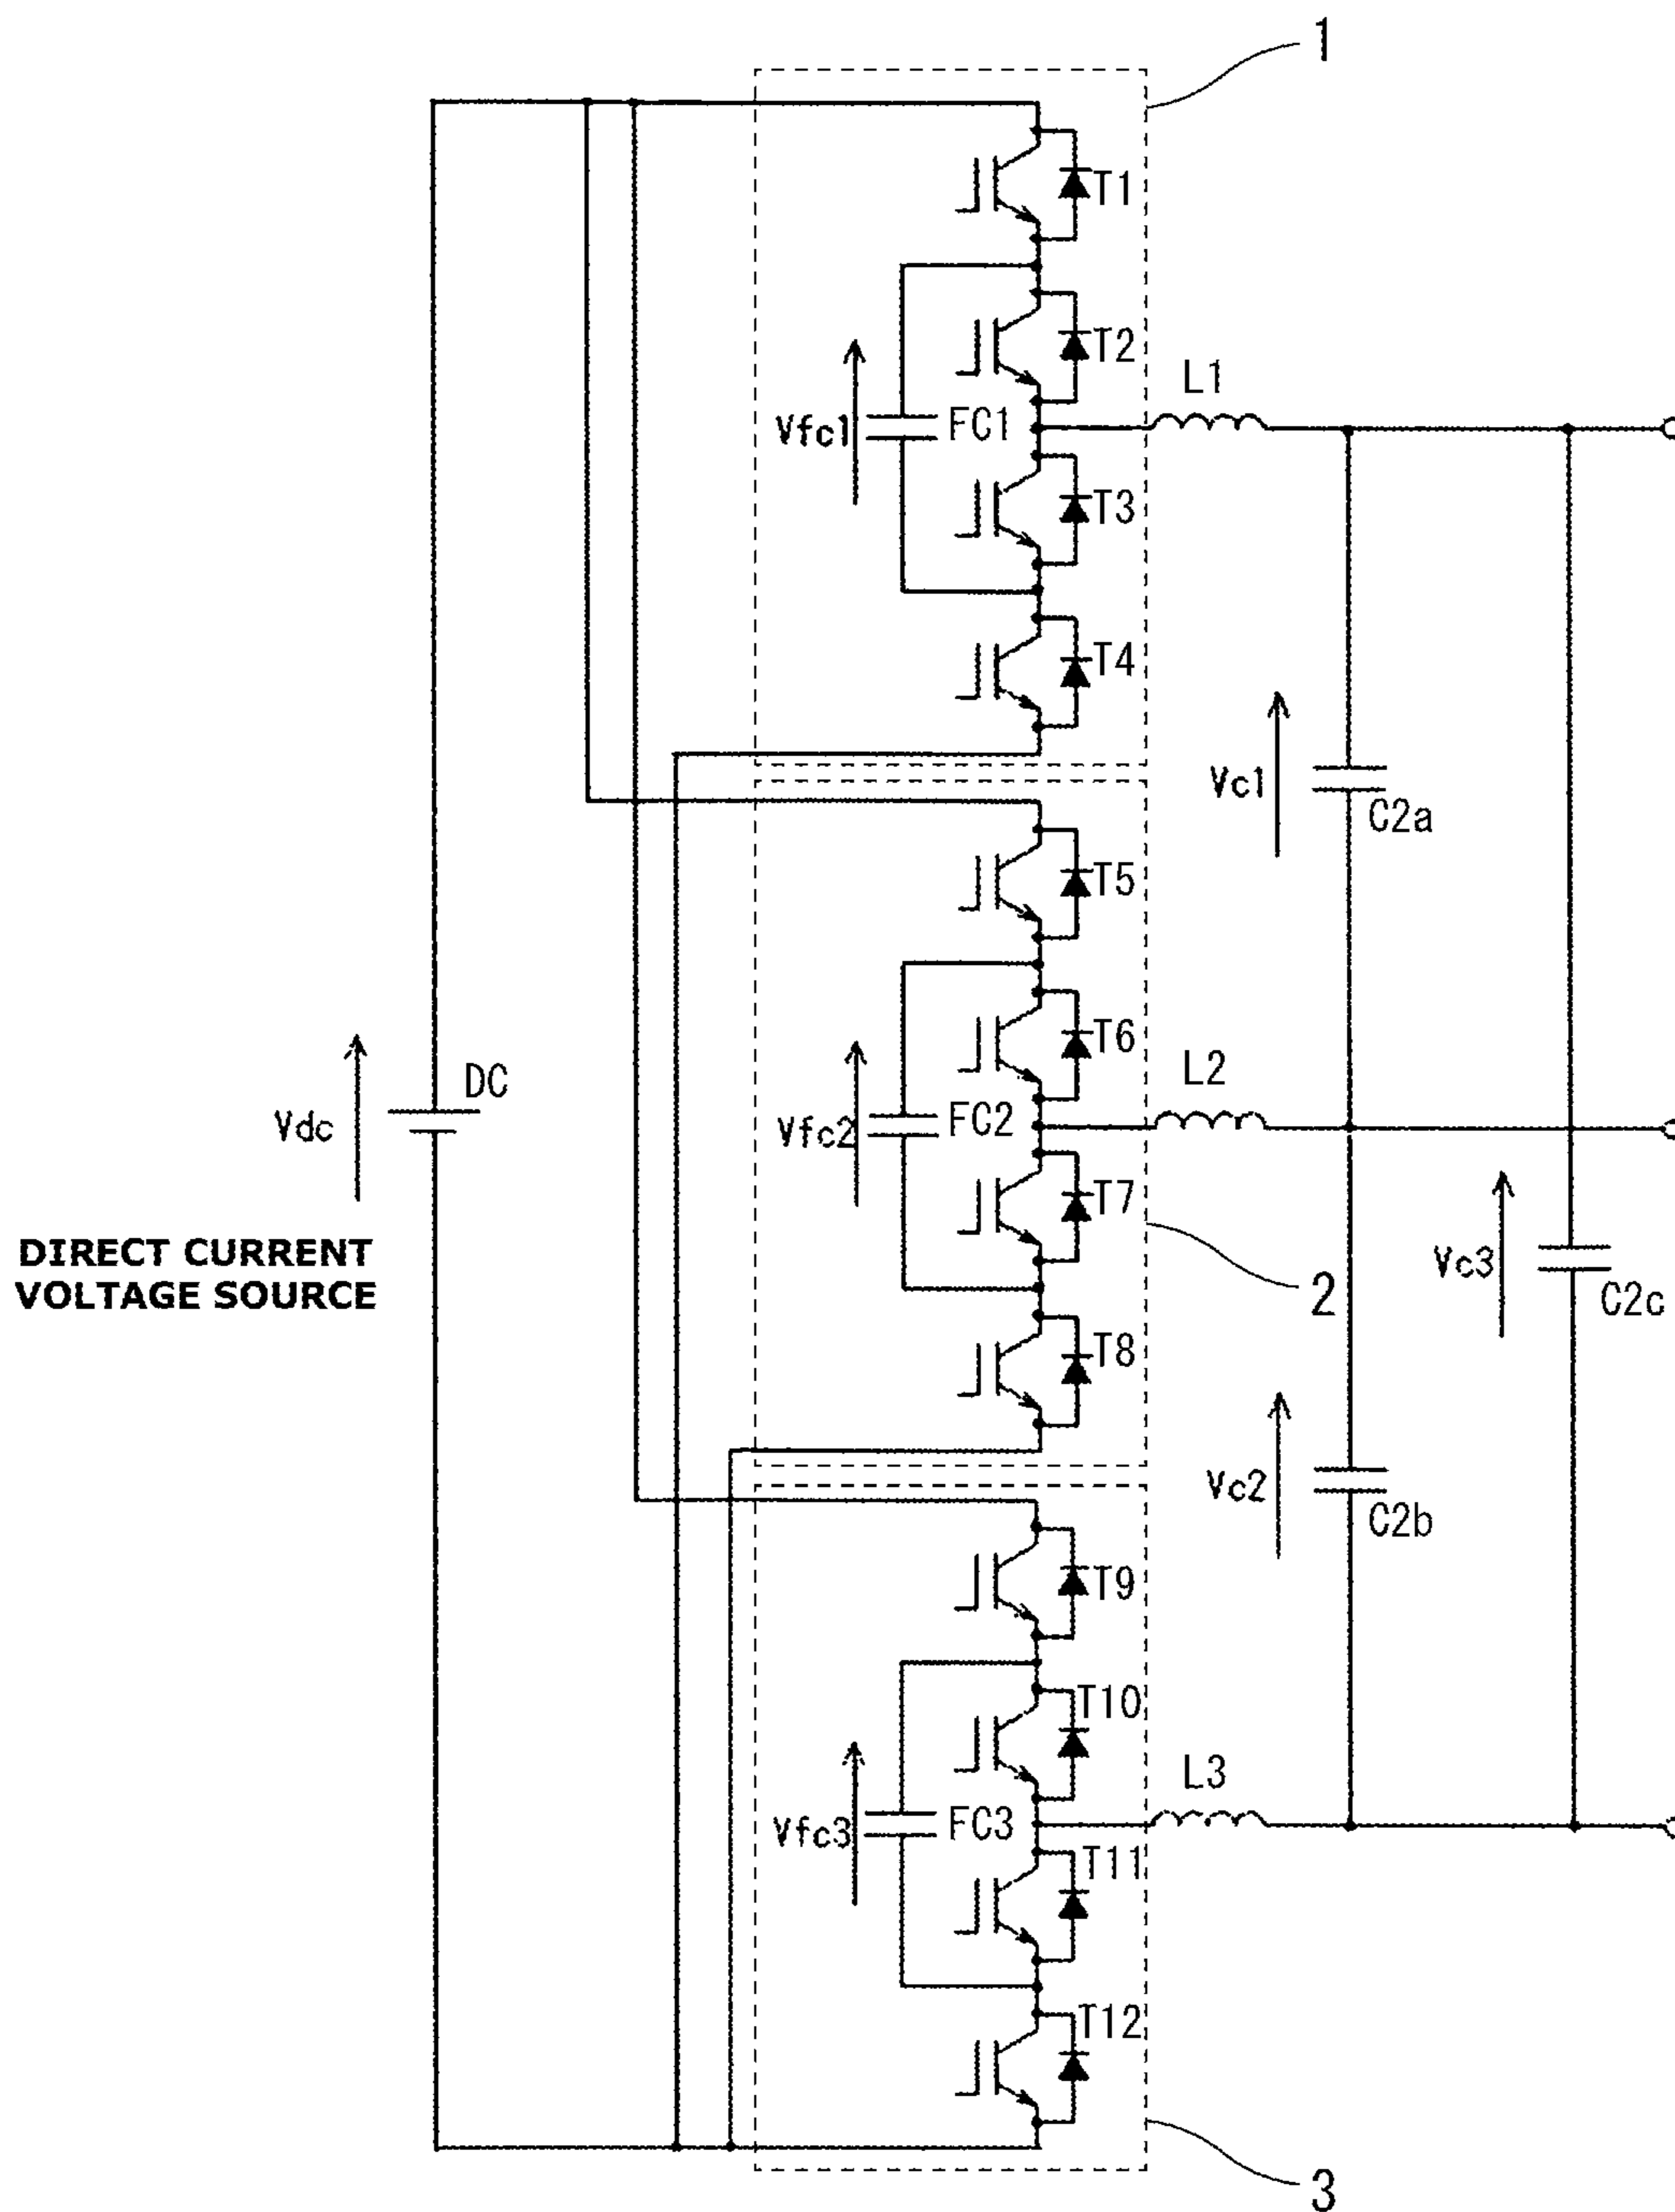 1
T1
T2
L1
Vfc1
FC1
T3
T4
Vc1
C2a
T5
T6
L2
DC
Vdc
Vfc2
FC2
T7
DIRECT CURRENT
VOLTAGE SOURCE
Vc3
C2c
2
T8
Vc2
C2b
T9
T10
L3
Vfc3
FC3
T11
T12
3